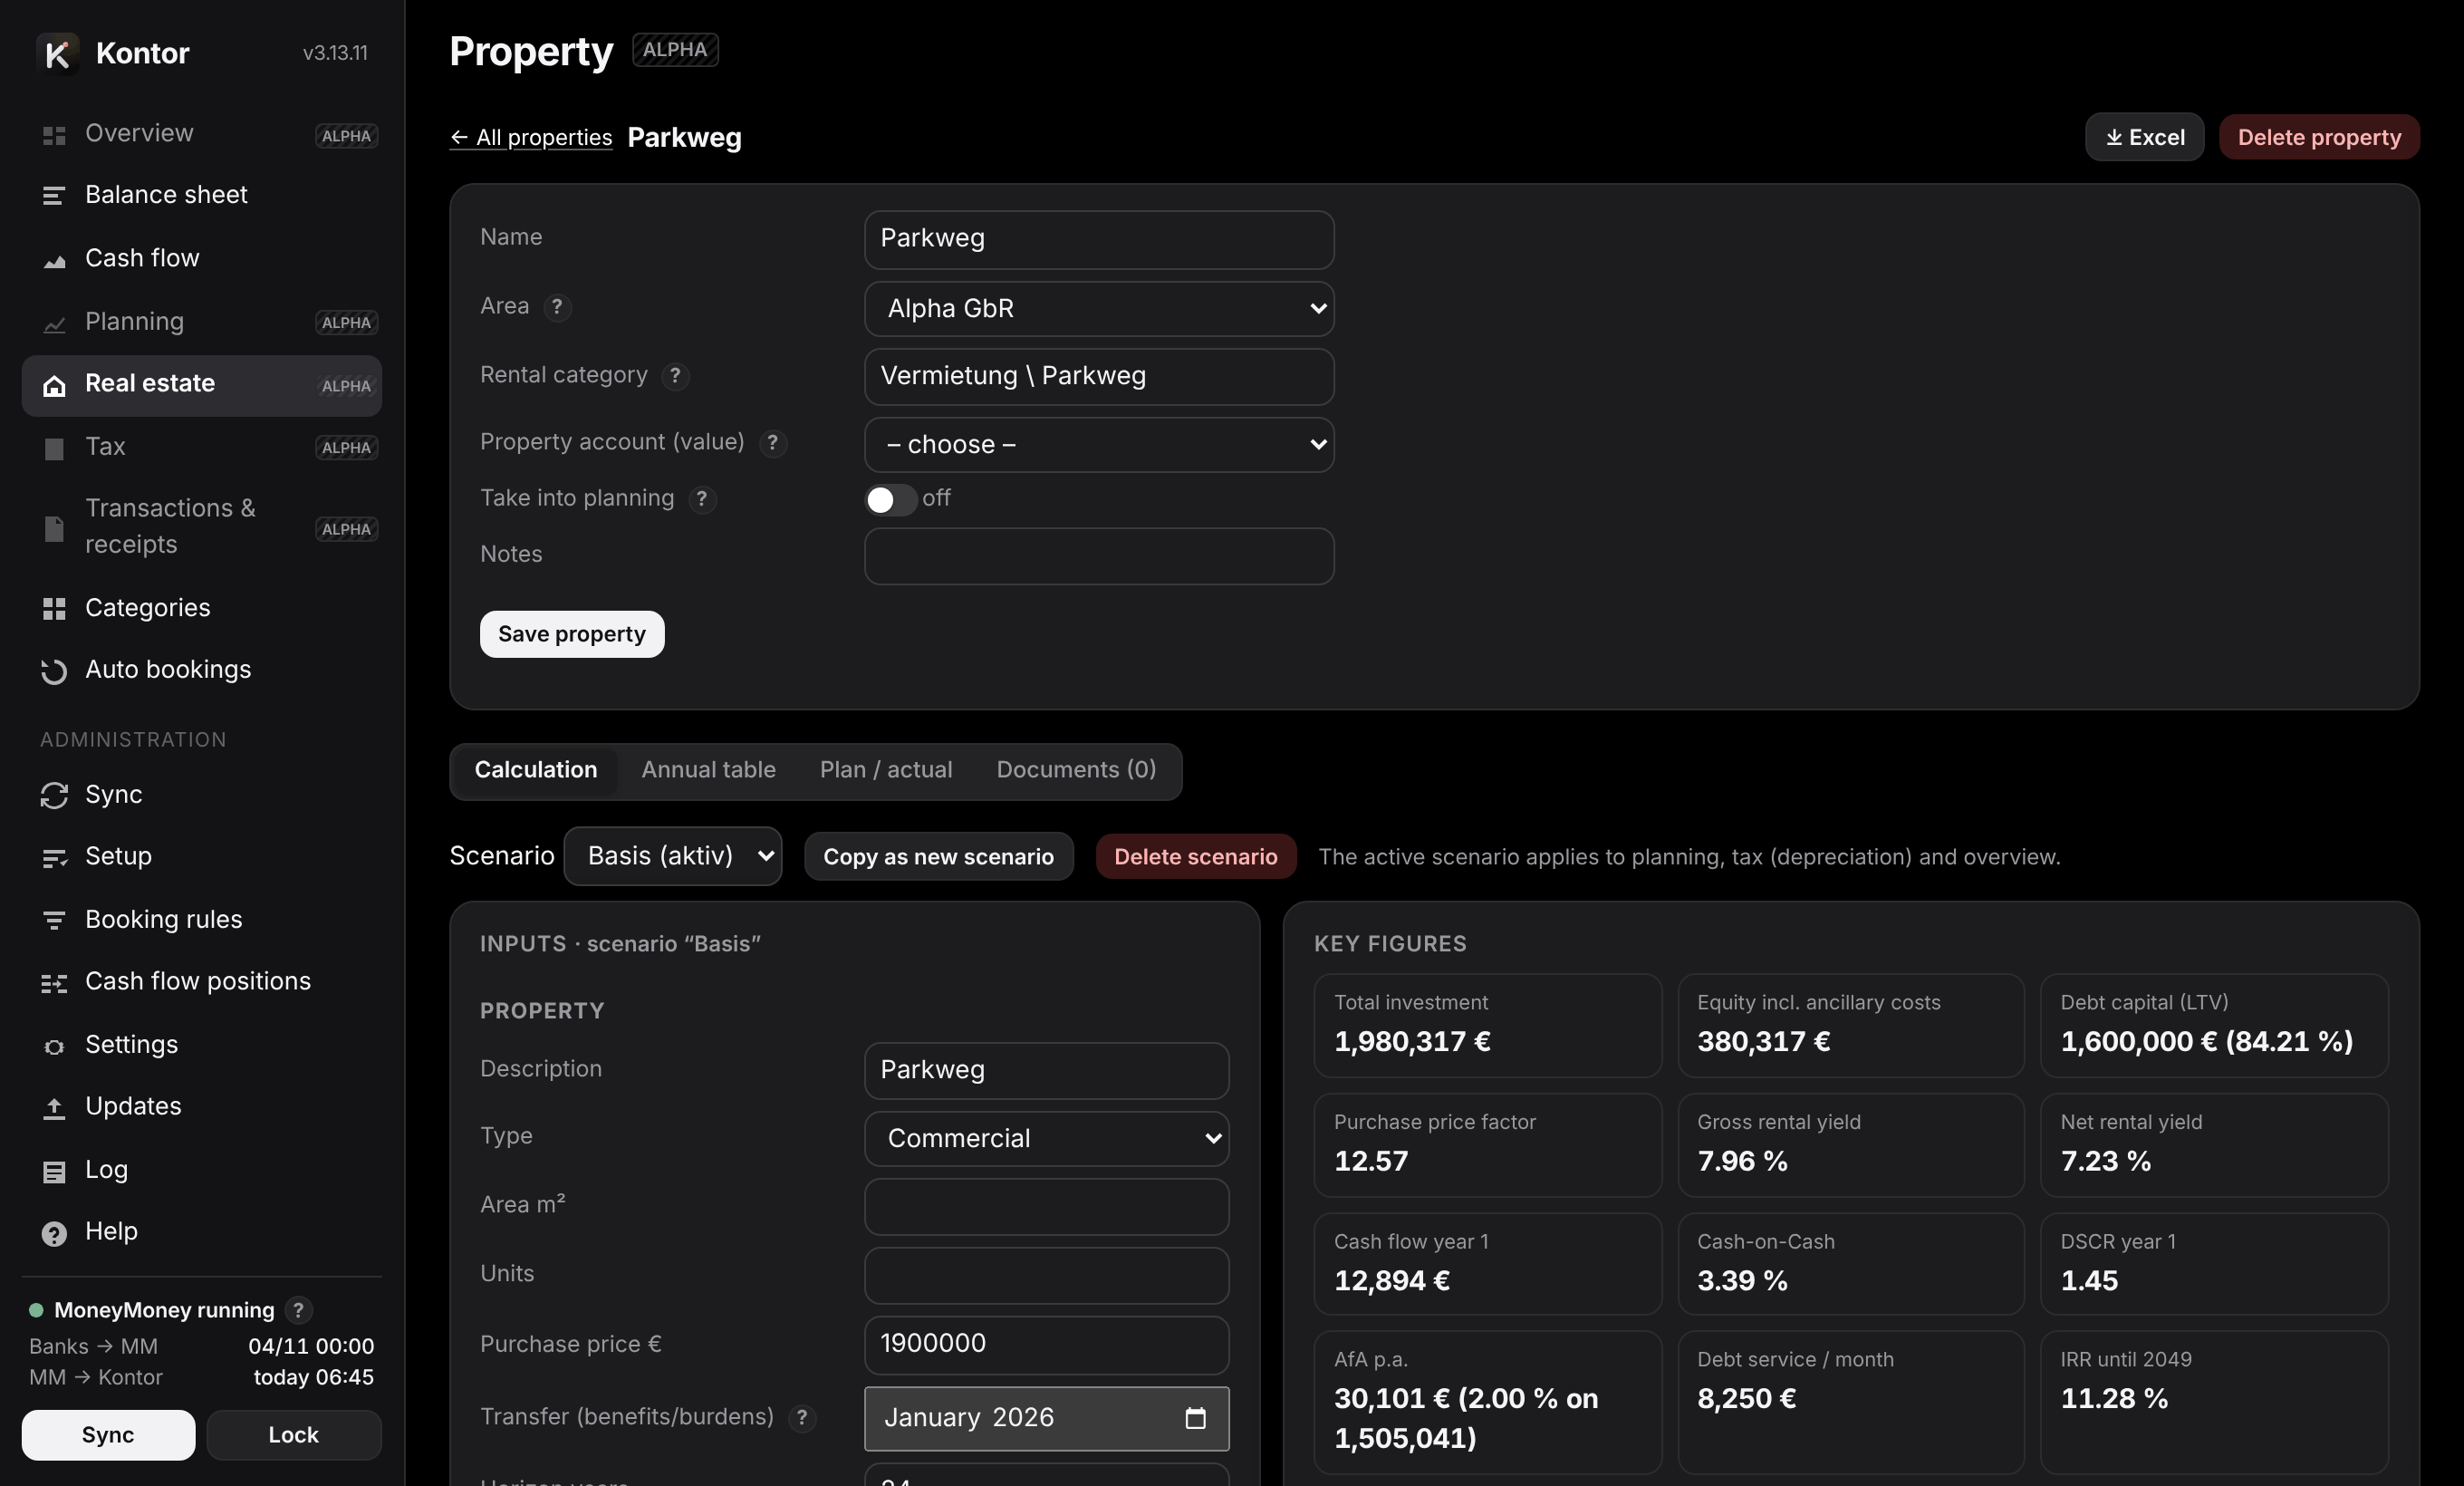 Kontor
v3.13.11
Overview ALPHA
Balance sheet
Cash flow
Planning ALPHA
Real estate ALPHA
Tax ALPHA
Transactions &
receipts ALPHA
Categories
Auto bookings
ADMINISTRATION
Sync
Setup
Booking rules
Cash flow positions
Settings
Updates
Log
Help
MoneyMoney running ?
Banks → MM 04/11 00:00
MM → Kontor today 06:45
Sync Lock
Property ALPHA
← All properties Parkweg
Excel Delete property
Name Parkweg
Area ? Alpha GbR
Rental category ? Vermietung \ Parkweg
Property account (value) ? – choose –
Take into planning ? off
Notes
Save property
Calculation Annual table Plan / actual Documents (0)
Scenario Basis (aktiv) Copy as new scenario Delete scenario The active scenario applies to planning, tax (depreciation) and overview.
INPUTS · scenario “Basis”
PROPERTY
Description Parkweg
Type Commercial
Area m²
Units
Purchase price € 1900000
Transfer (benefits/burdens) ? January 2026
KEY FIGURES
Total investment
1,980,317 €
Equity incl. ancillary costs
380,317 €
Debt capital (LTV)
1,600,000 € (84.21 %)
Purchase price factor
12.57
Gross rental yield
7.96 %
Net rental yield
7.23 %
Cash flow year 1
12,894 €
Cash-on-Cash
3.39 %
DSCR year 1
1.45
AfA p.a.
30,101 € (2.00 % on
1,505,041)
Debt service / month
8,250 €
IRR until 2049
11.28 %